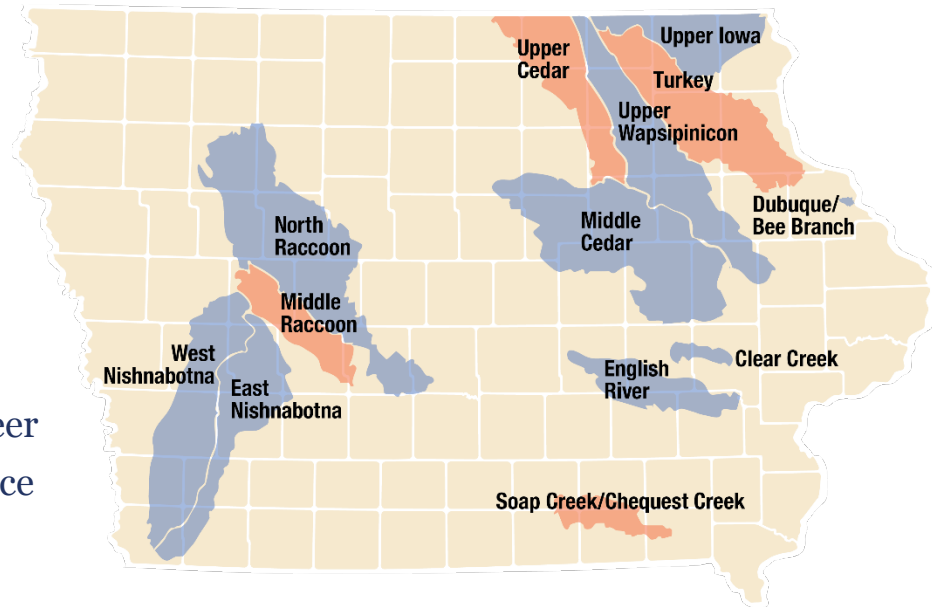 Upper Iowa
Upper
Cedar
Turkey
Upper
Wapsipinicon
Dubuque/
Bee Branch
Middle
Cedar
North
Raccoon
Middle
Raccoon
West
Nishnabotna
East
Nishnabotna
English
River
Clear Creek
eer
ce
Soap Creek/Chequest Creek